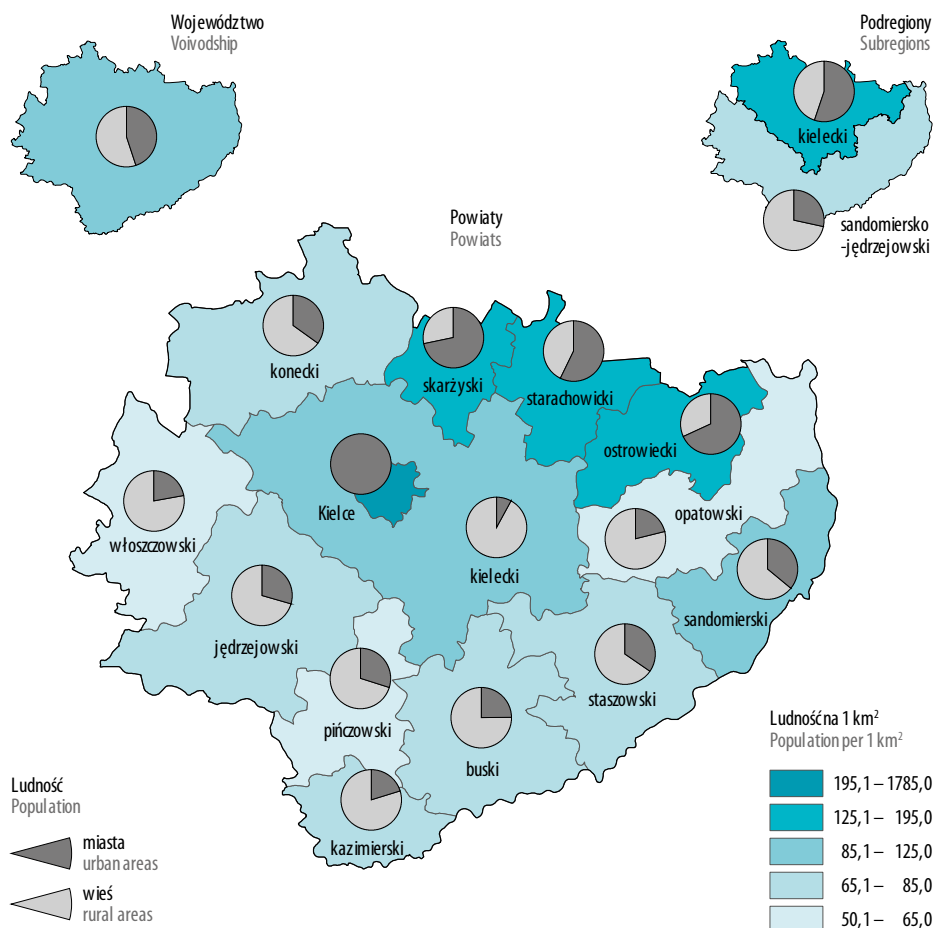 Województwo
Voivodship
Podregiony
Subregions
kielecki
sandomiersko
-jędrzejowski
Powiaty
Powiats
konecki
skarżyski
starachowicki
ostrowiecki
Kielce
włoszczowski
kielecki
opatowski
jędrzejowski
sandomierski
staszowski
pińczowski
buski
kazimierski
Ludność
Population
miasta
urban areas
wieś
rural areas
Ludność na 1 km²
Population per 1 km²
195,1 – 1785,0
125,1 – 195,0
85,1 – 125,0
65,1 – 85,0
50,1 – 65,0